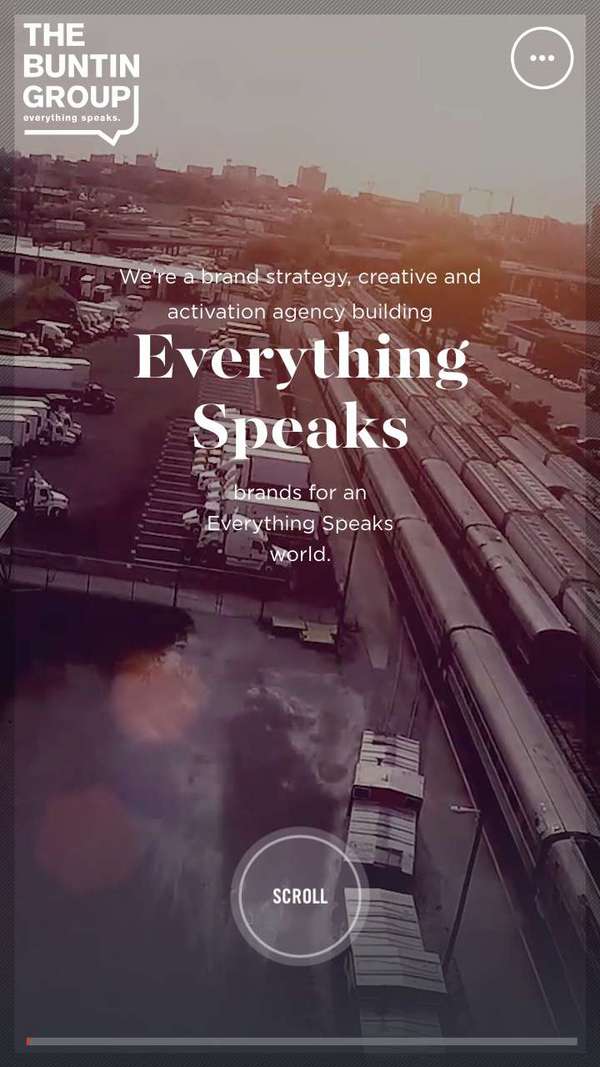 THE
BUNTIN
GROUP
everything speaks.
We're a brand strategy, creative and
activation agency building
Everything
Speaks
brands for an
Everything Speaks
world.
SCROLL